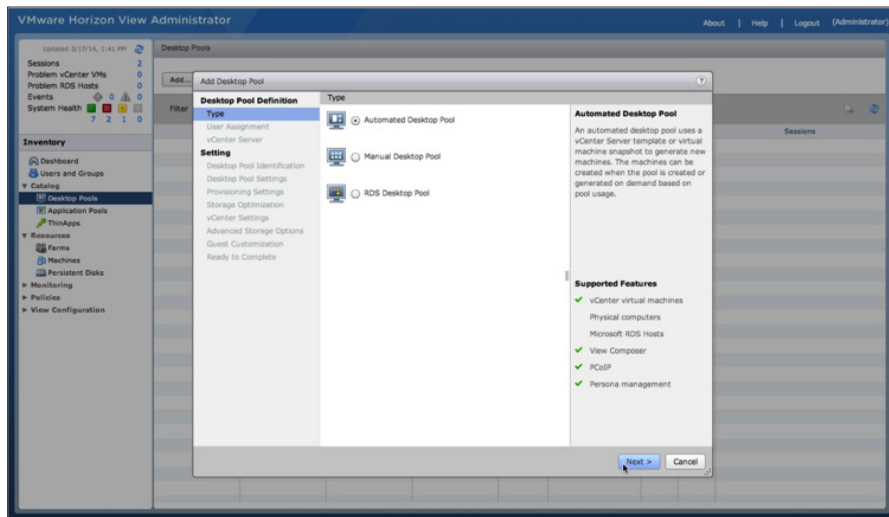 VMware Horizon View Administrator
About | Help | Logout (Administrator)
Updated 3/17/14, 1:41 PM
Sessions 2
Problem vCenter VMs 0
Problem RDS Hosts 0
Events 0 0
System Health
7 2 1 0
Inventory
Dashboard
Users and Groups
Catalog
Desktop Pools
Application Pools
ThinApps
Resources
Farms
Machines
Persistent Disks
Monitoring
Policies
View Configuration
Desktop Pools
Add...
Filter
Sessions
Add Desktop Pool
?
Desktop Pool Definition
Type
User Assignment
vCenter Server
Setting
Desktop Pool Identification
Desktop Pool Settings
Provisioning Settings
Storage Optimization
vCenter Settings
Advanced Storage Options
Guest Customization
Ready to Complete
Type
Automated Desktop Pool
Manual Desktop Pool
RDS Desktop Pool
Automated Desktop Pool
An automated desktop pool uses a
vCenter Server template or virtual
machine snapshot to generate new
machines. The machines can be
created when the pool is created or
generated on demand based on
pool usage.
Supported Features
vCenter virtual machines
Physical computers
Microsoft RDS Hosts
View Composer
PCoIP
Persona management
Next >
Cancel